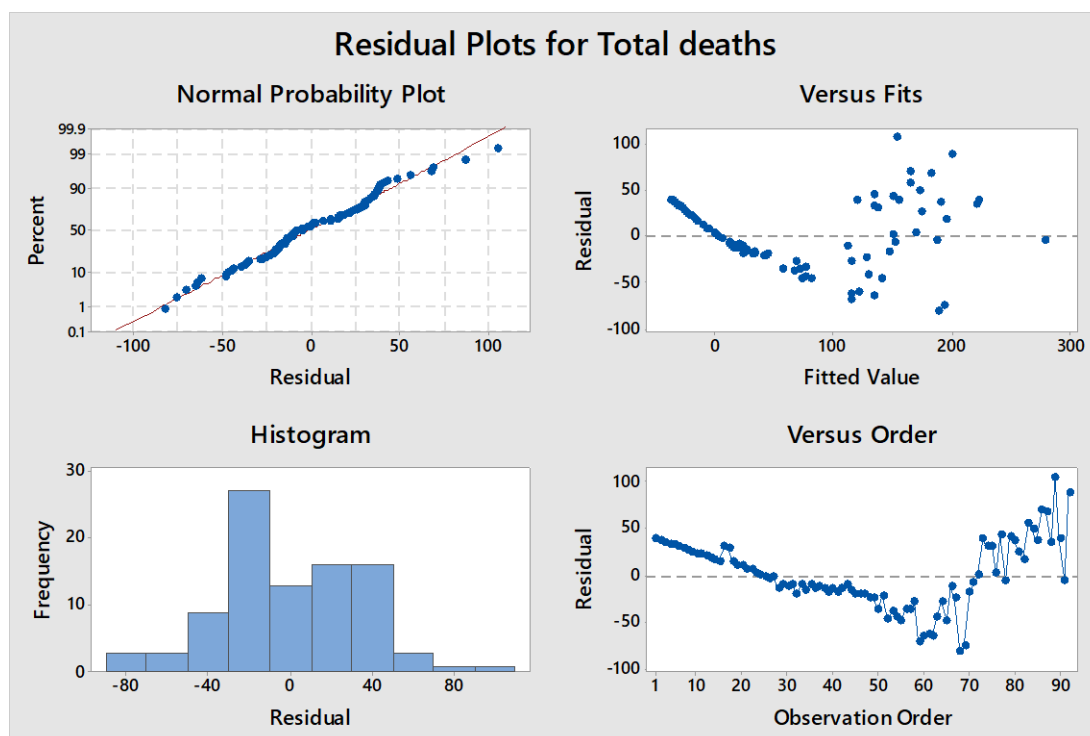 Residual Plots for Total deaths
Normal Probability Plot
99.9
99
90
50
10
1
0.1
Percent
-100 -50 0 50 100
Residual
Versus Fits
100
50
0
-50
-100
Residual
0 100 200 300
Fitted Value
Histogram
30
20
10
0
Frequency
-80 -40 0 40 80
Residual
Versus Order
100
50
0
-50
-100
Residual
1 10 20 30 40 50 60 70 80 90
Observation Order